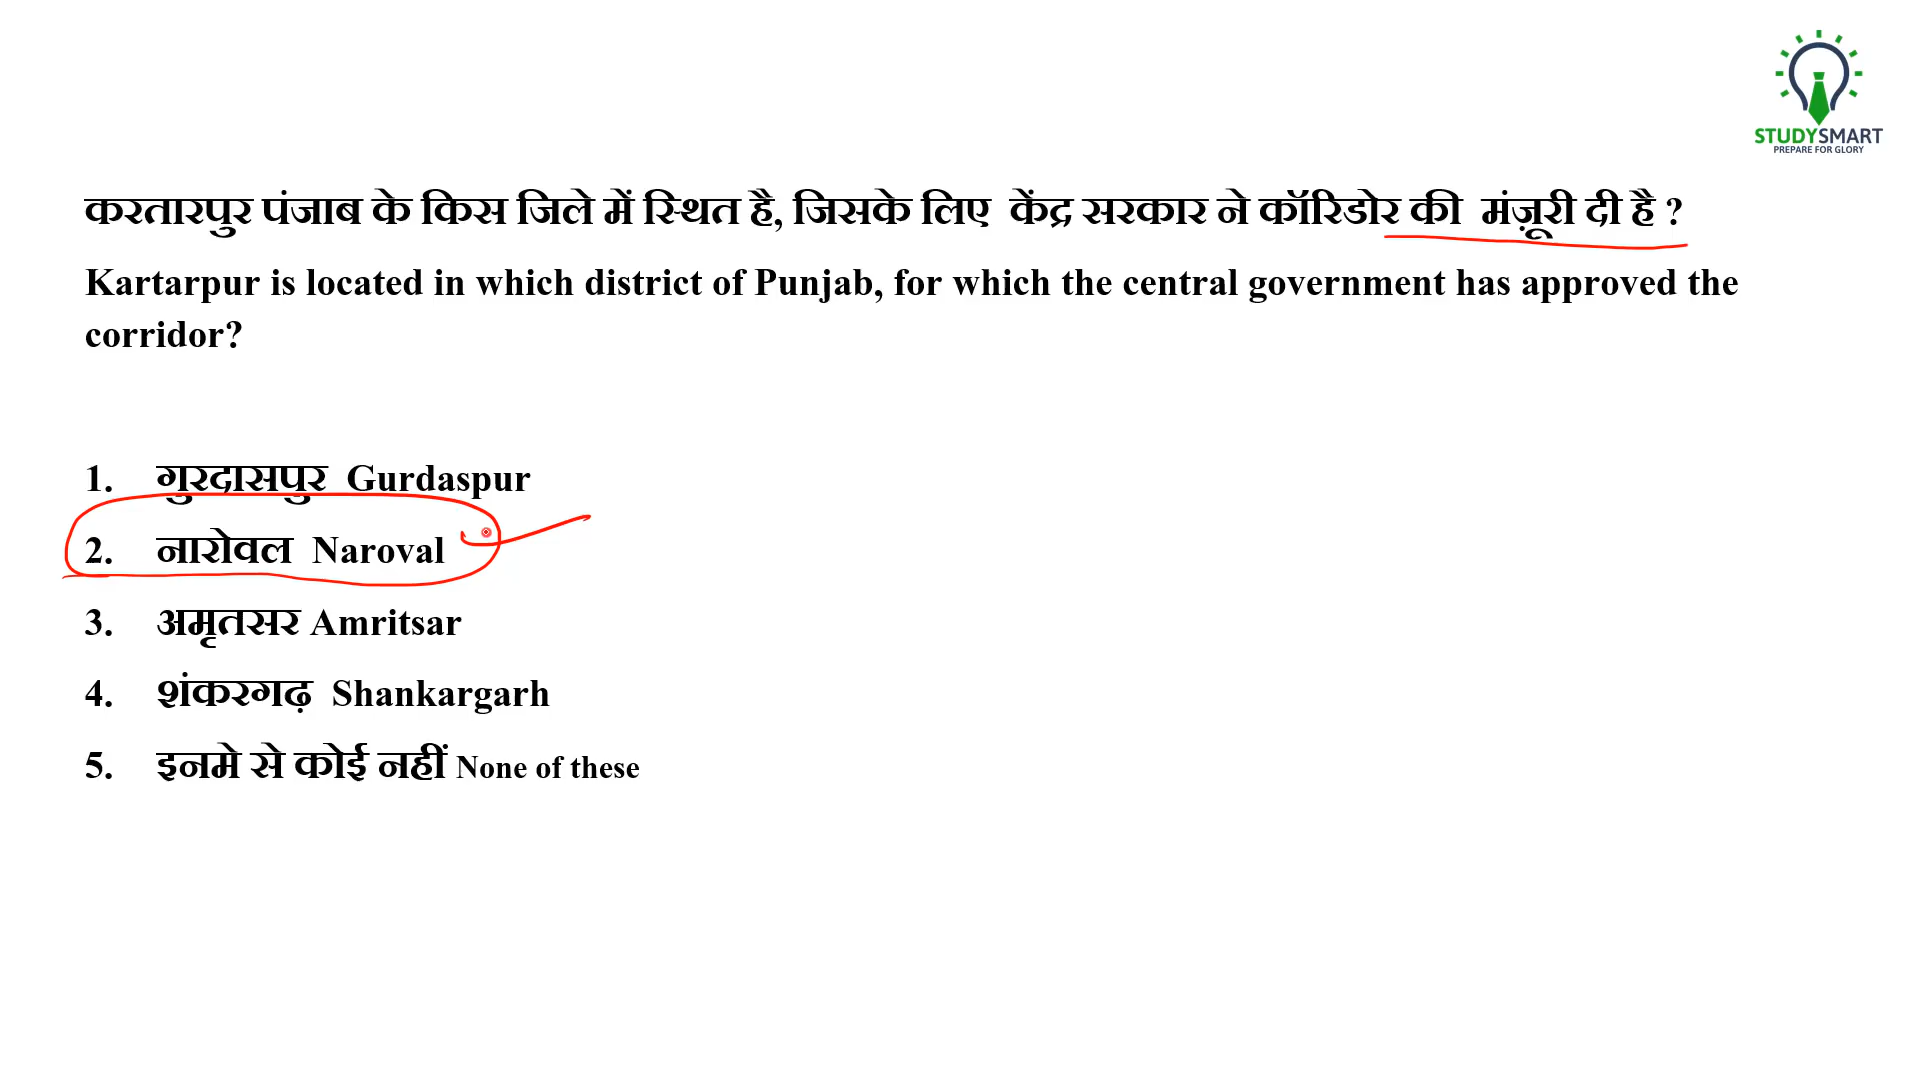 STUDYSMART
PREPARE FOR GLORY
करतारपुर पंजाब के किस जिले में स्थित है, जिसके लिए केंद्र सरकार ने कॉरिडोर की मंज़ूरी दी है ?
Kartarpur is located in which district of Punjab, for which the central government has approved the
corridor?
1. गुरदासपुर Gurdaspur
2. नारोवल Naroval
3. अमृतसर Amritsar
4. शंकरगढ़ Shankargarh
5. इनमे से कोई नहीं None of these